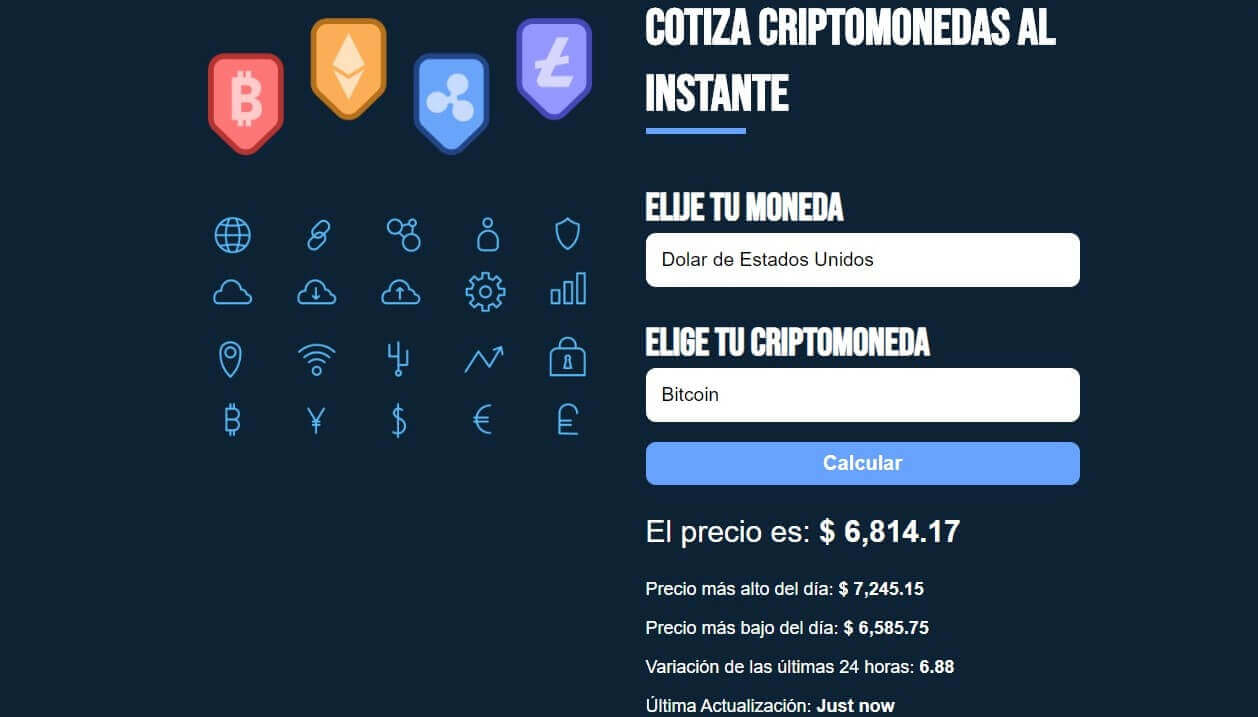 COTIZA CRIPTOMONEDAS AL
INSTANTE
ELIJE TU MONEDA
Dolar de Estados Unidos
ELIGE TU CRIPTOMONEDA
Bitcoin
Calcular
El precio es: $ 6,814.17
Precio más alto del día: $ 7,245.15
Precio más bajo del día: $ 6,585.75
Variación de las últimas 24 horas: 6.88
Última Actualización: Just now